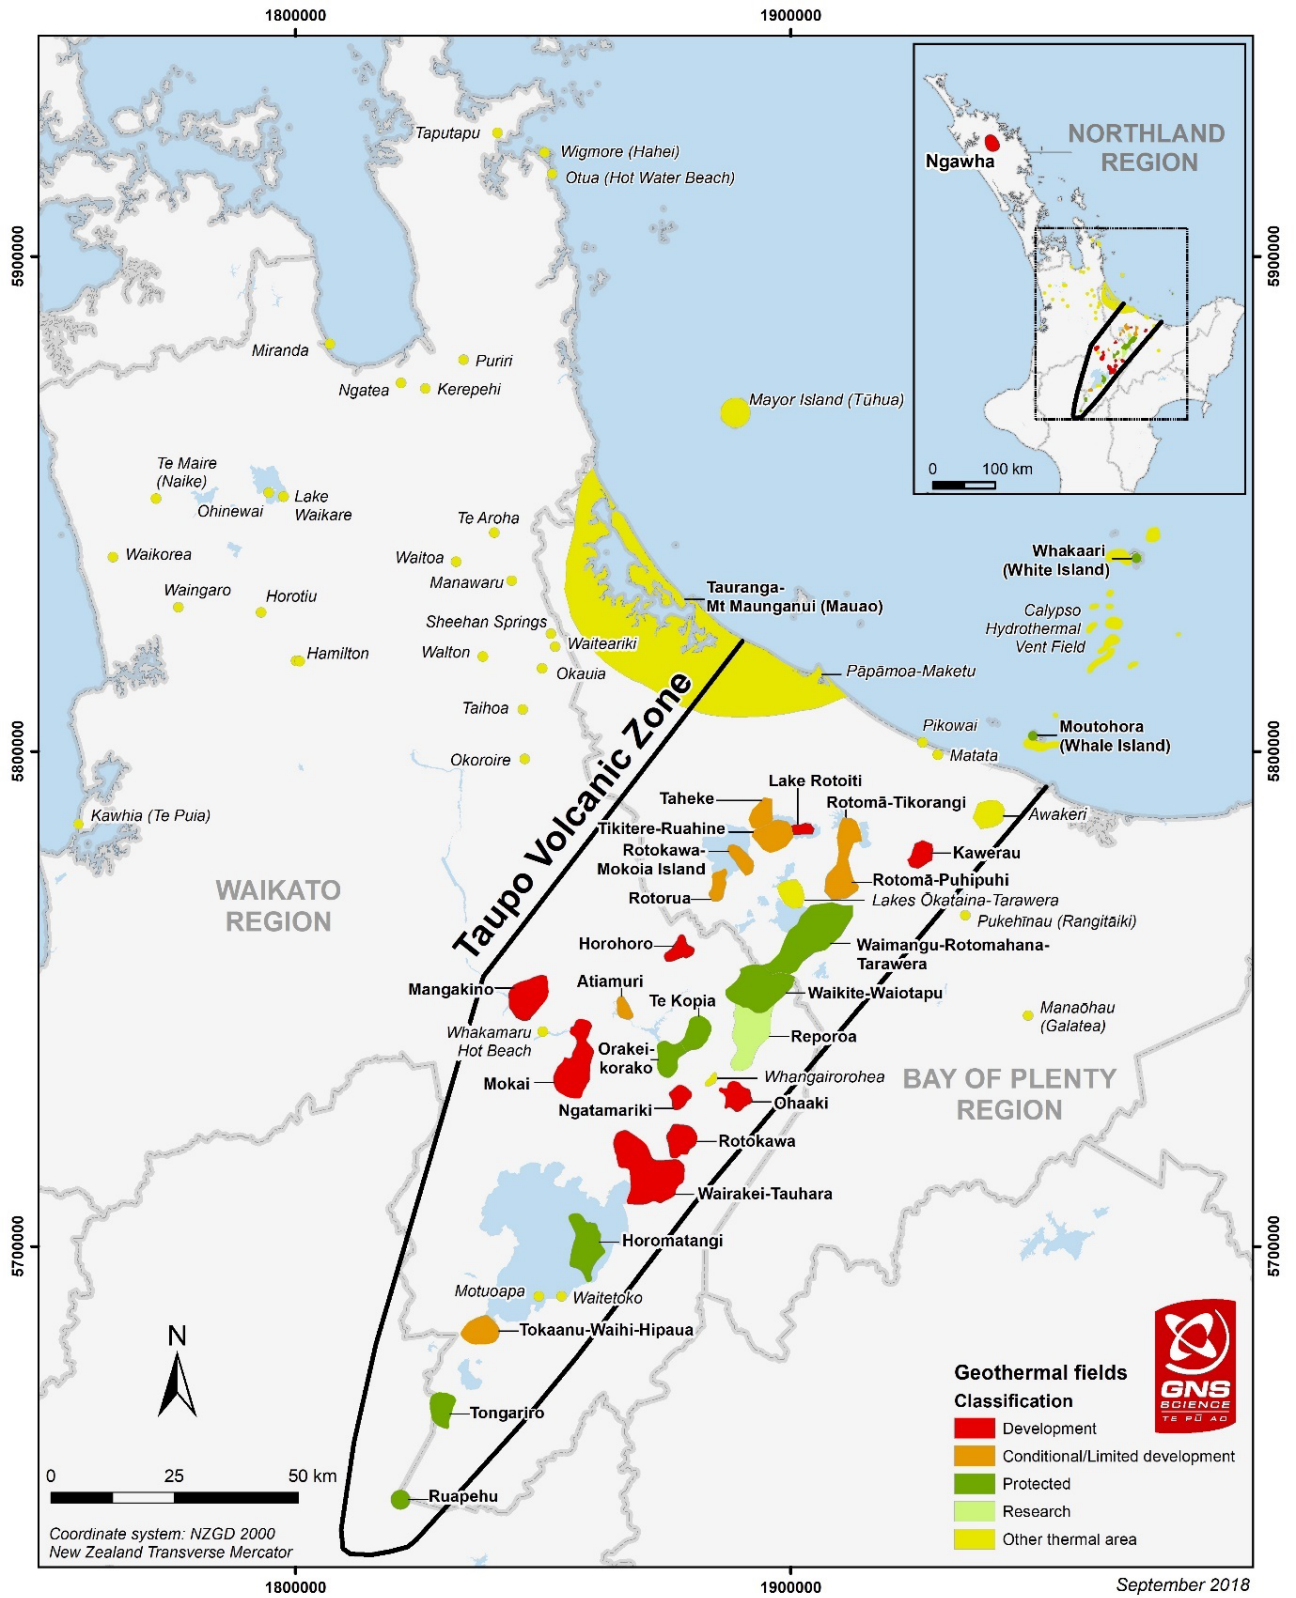 1800000
1900000
5900000
5900000
5800000
5800000
5700000
5700000
1800000
1900000
NORTHLAND
REGION
Ngawha
0
100 km
Taputapu
Wigmore (Hahei)
Otua (Hot Water Beach)
Miranda
Puriri
Ngatea
Kerepehi
Mayor Island (Tūhua)
Te Maire
(Naike)
Ohinewai
Lake
Waikare
Te Aroha
Waikorea
Waitoa
Manawaru
Waingaro
Horotiu
Sheehan Springs
Waiteariki
Hamilton
Walton
Okauia
Taihoa
Okoroire
Kawhia (Te Puia)
Whakaari
(White Island)
Calypso
Hydrothermal
Vent Field
Tauranga-
Mt Maunganui (Mauao)
Pāpāmoa-Maketu
Pikowai
Matata
Moutohora
(Whale Island)
Taupo Volcanic Zone
Lake Rotoiti
Taheke
Rotomā-Tikorangi
Awakeri
Tikitere-Ruahine
Rotokawa-
Mokoia Island
Kawerau
Rotorua
Rotomā-Puhipuhi
Lakes Ōkataina-Tarawera
Pukehīnau (Rangitāiki)
WAIKATO
REGION
Horohoro
Waimangu-Rotomahana-
Tarawera
Mangakino
Atiamuri
Te Kopia
Waikite-Waiotapu
Manaōhau
(Galatea)
Whakamaru
Hot Beach
Orakei-
korako
Reporoa
Mokai
Whangairorohea
BAY OF PLENTY
REGION
Ngatamariki
Ohaaki
Rotokawa
Wairakei-Tauhara
Horomatangi
Motuoapa
Waitetoko
Tokaanu-Waihi-Hipaua
Tongariro
Ruapehu
N
0
25
50 km
Coordinate system: NZGD 2000
New Zealand Transverse Mercator
Geothermal fields
Classification
Development
Conditional/Limited development
Protected
Research
Other thermal area
GNS
SCIENCE
TE PŪ AO
September 2018